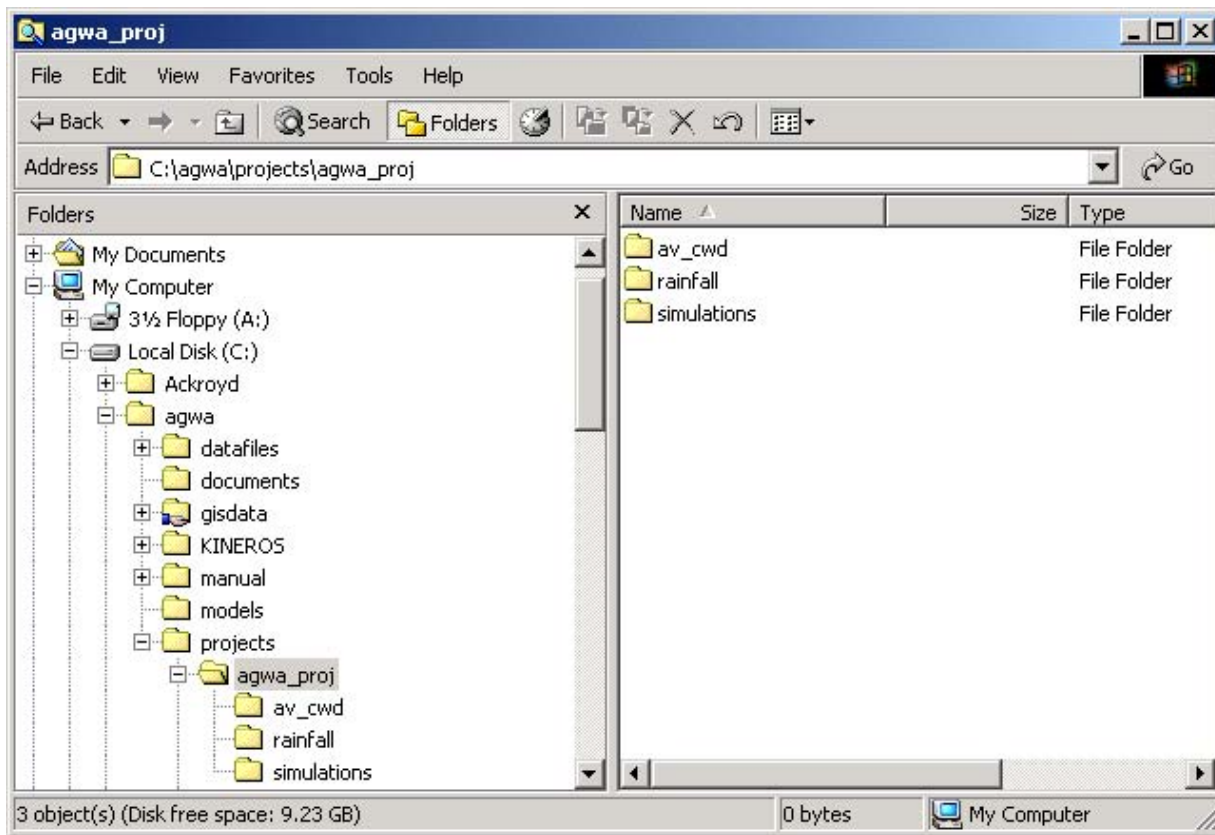 agwa_proj
File Edit View Favorites Tools Help
Back Search Folders
Address C:\agwa\projects\agwa_proj Go
Folders
My Documents
My Computer
3½ Floppy (A:)
Local Disk (C:)
Ackroyd
agwa
datafiles
documents
gisdata
KINEROS
manual
models
projects
agwa_proj
av_cwd
rainfall
simulations
Name Size Type
av_cwd File Folder
rainfall File Folder
simulations File Folder
3 object(s) (Disk free space: 9.23 GB) 0 bytes My Computer